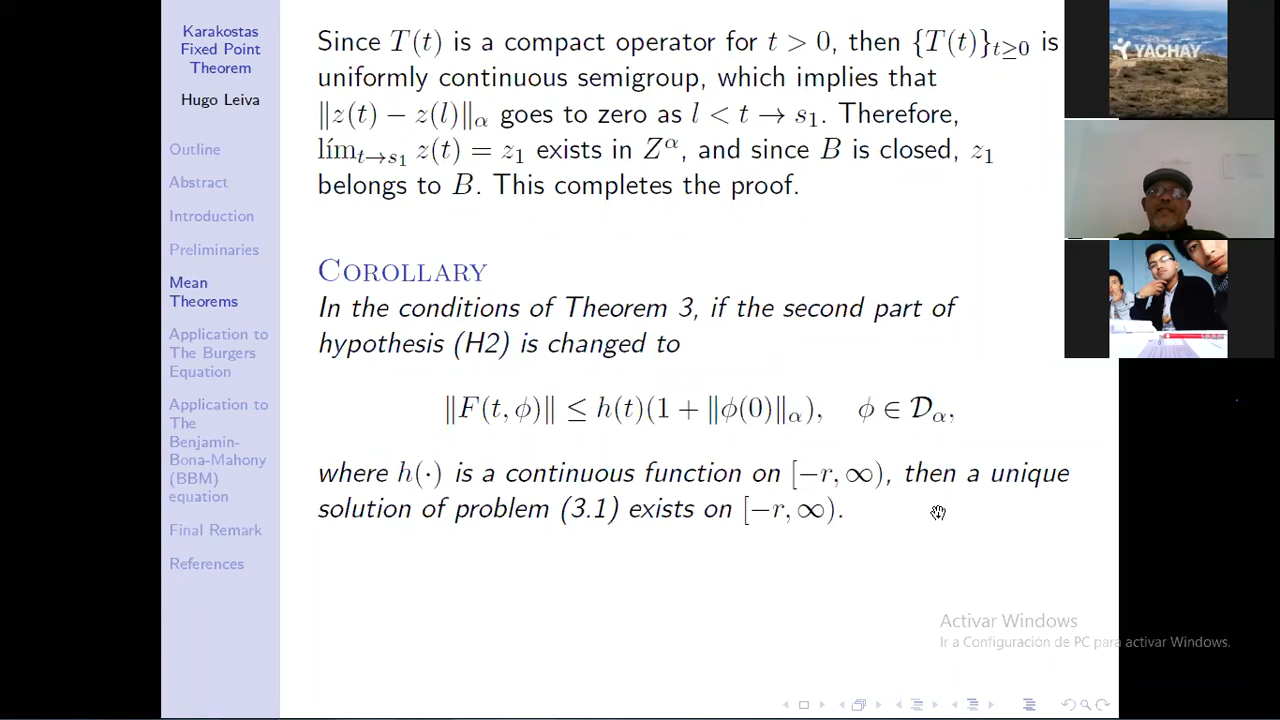 Karakostas
Fixed Point
Theorem
Hugo Leiva
Outline
Abstract
Introduction
Preliminaries
Mean
Theorems
Application to
The Burgers
Equation
Application to
The
Benjamin-
Bona-Mahony
(BBM)
equation
Final Remark
References
Since T(t) is a compact operator for t > 0, then {T(t)}_{t≥0} is
uniformly continuous semigroup, which implies that
‖z(t) − z(l)‖_α goes to zero as l < t → s₁. Therefore,
lím_{t→s₁} z(t) = z₁ exists in Z^α, and since B is closed, z₁
belongs to B. This completes the proof.
COROLLARY
In the conditions of Theorem 3, if the second part of
hypothesis (H2) is changed to
‖F(t, ϕ)‖ ≤ h(t)(1 + ‖ϕ(0)‖_α), ϕ ∈ 𝒟_α,
where h(·) is a continuous function on [−r, ∞), then a unique
solution of problem (3.1) exists on [−r, ∞).
YACHAY
Activar Windows
Ir a Configuración de PC para activar Windows.